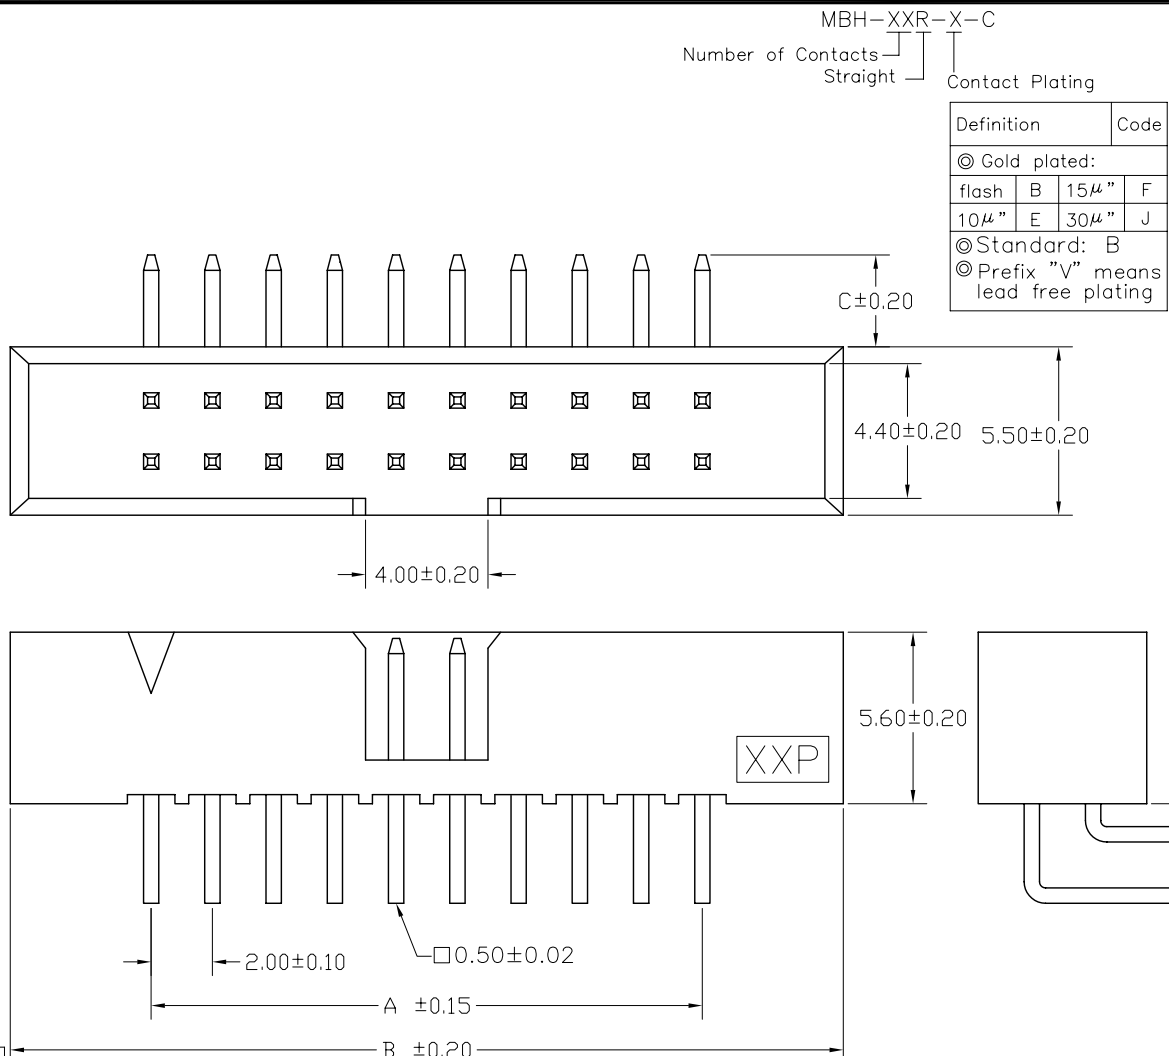 MBH-XXR-X-C
Number of Contacts
Straight
Contact Plating
Definition Code
◎ Gold plated:
flash B 15μ" F
10μ" E 30μ" J
◎ Standard: B
◎ Prefix "V" means
lead free plating
C±0.20
4.40±0.20
5.50±0.20
4.00±0.20
5.60±0.20
XXP
2.00±0.10
□0.50±0.02
A ±0.15
B ±0.20